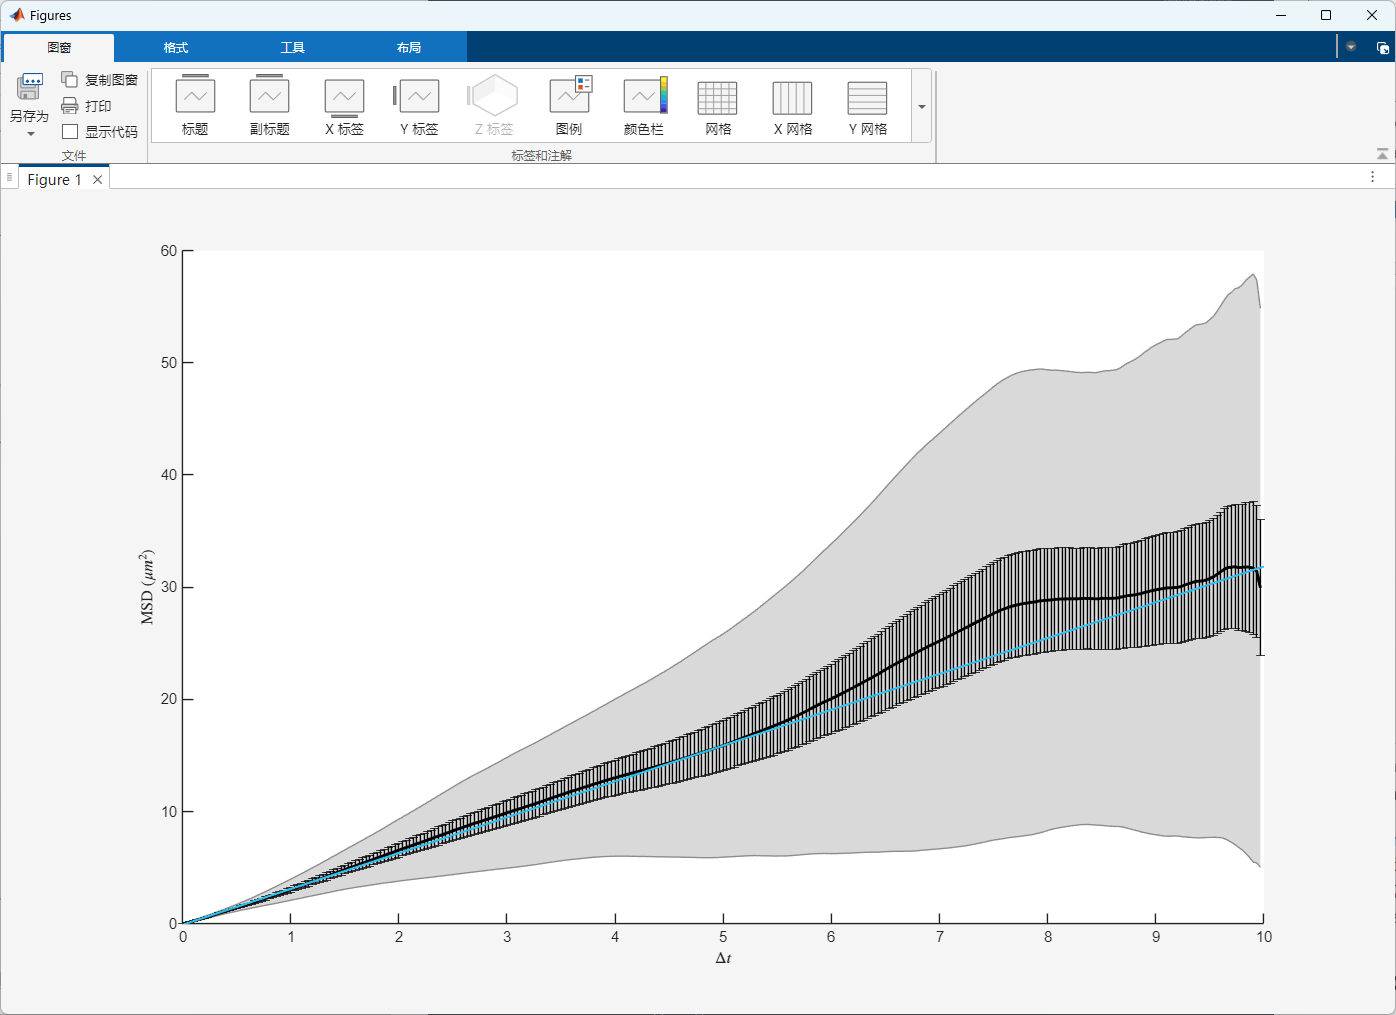 Figures
图窗 格式 工具 布局
另存为
复制图窗
打印
显示代码
文件
标题 副标题 X 标签 Y 标签 Z 标签 图例 颜色栏 网格 X 网格 Y 网格
标签和注解
Figure 1
60
50
40
30
20
10
0
MSD (μm²)
0 1 2 3 4 5 6 7 8 9 10
Δt